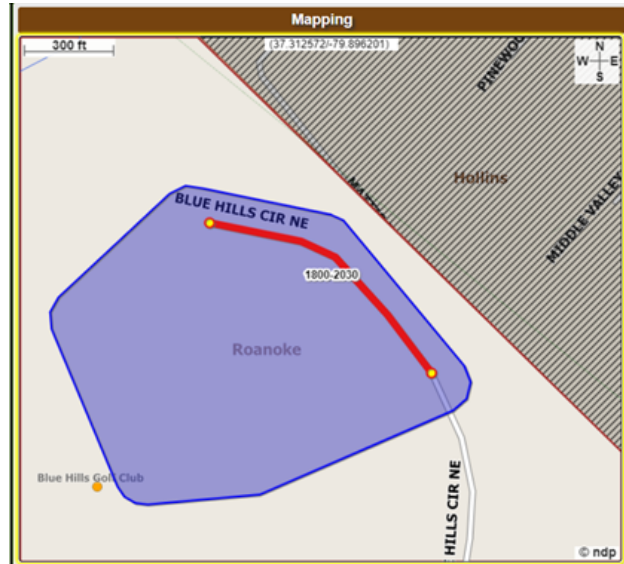 Mapping
300 ft
(37.312572/-79.896201)
N
W E
S
PINEWOO
Hollins
MIDDLE VALLEY
BLUE HILLS CIR NE
1800-2030
Roanoke
Blue Hills Golf Club
HILLS CIR NE
© ndp